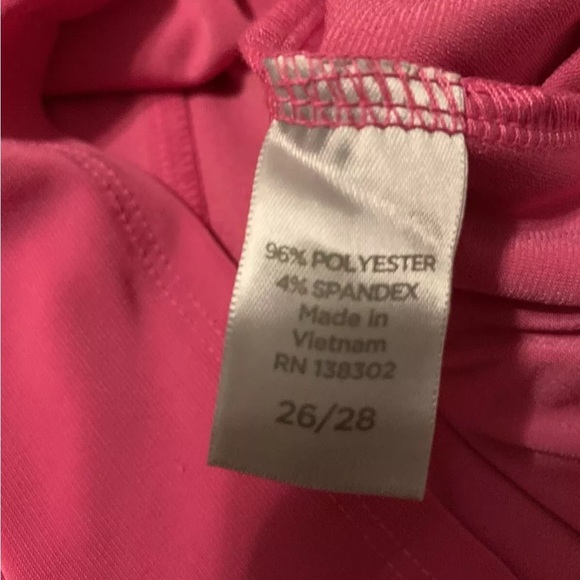 96% POLYESTER
4% SPANDEX
Made in
Vietnam
RN 138302
26/28